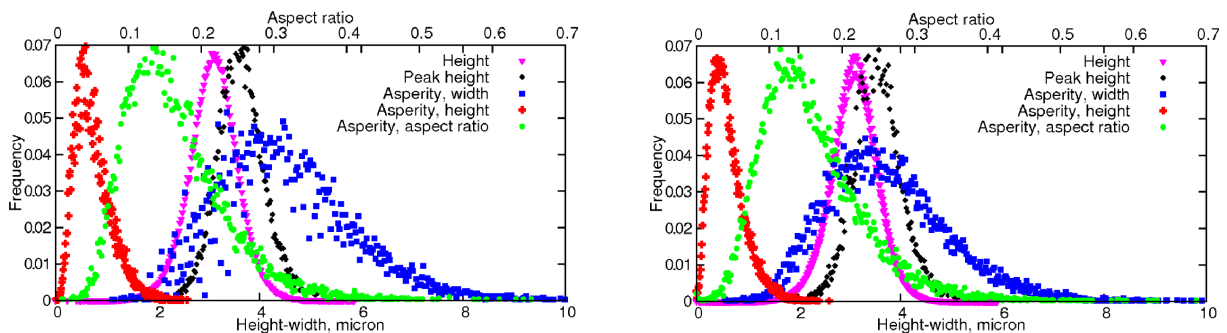 Aspect ratio
0 0.1 0.2 0.3 0.4 0.5 0.6 0.7
0.07
0.06
0.05
0.04
0.03
0.02
0.01
0
Frequency
Height
Peak height
Asperity, width
Asperity, height
Asperity, aspect ratio
2 4 6 8 10
Height-width, micron
Aspect ratio
0 0.1 0.2 0.3 0.4 0.5 0.6 0.7
0.07
0.06
0.05
0.04
0.03
0.02
0.01
0
Frequency
Height
Peak height
Asperity, width
Asperity, height
Asperity, aspect ratio
0 2 4 6 8 10
Height-width, micron